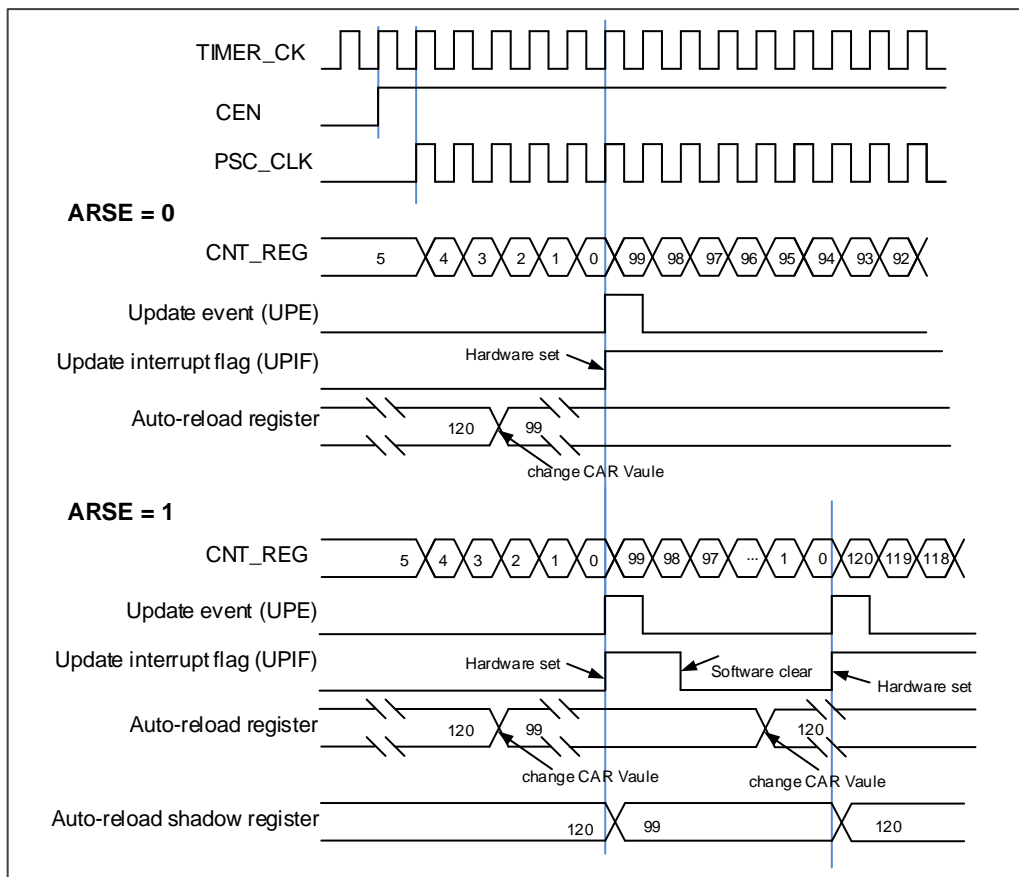 TIMER_CK
CEN
PSC_CLK
ARSE = 0
CNT_REG 5 4 3 2 1 0 99 98 97 96 95 94 93 92
Update event (UPE)
Update interrupt flag (UPIF) Hardware set
Auto-reload register 120 99
change CAR Vaule
ARSE = 1
CNT_REG 5 4 3 2 1 0 99 98 97 ... 1 0 120 119 118
Update event (UPE)
Update interrupt flag (UPIF) Hardware set Software clear Hardware set
Auto-reload register 120 99 120
change CAR Vaule change CAR Vaule
Auto-reload shadow register 120 99 120